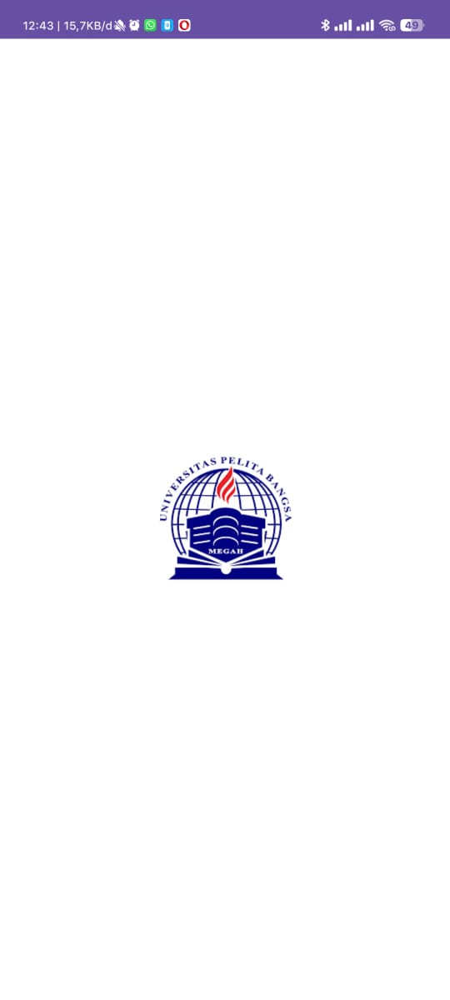 12:43 | 15,7KB/d
49
UNIVERSITAS PELITA BANGSA
MEGAH